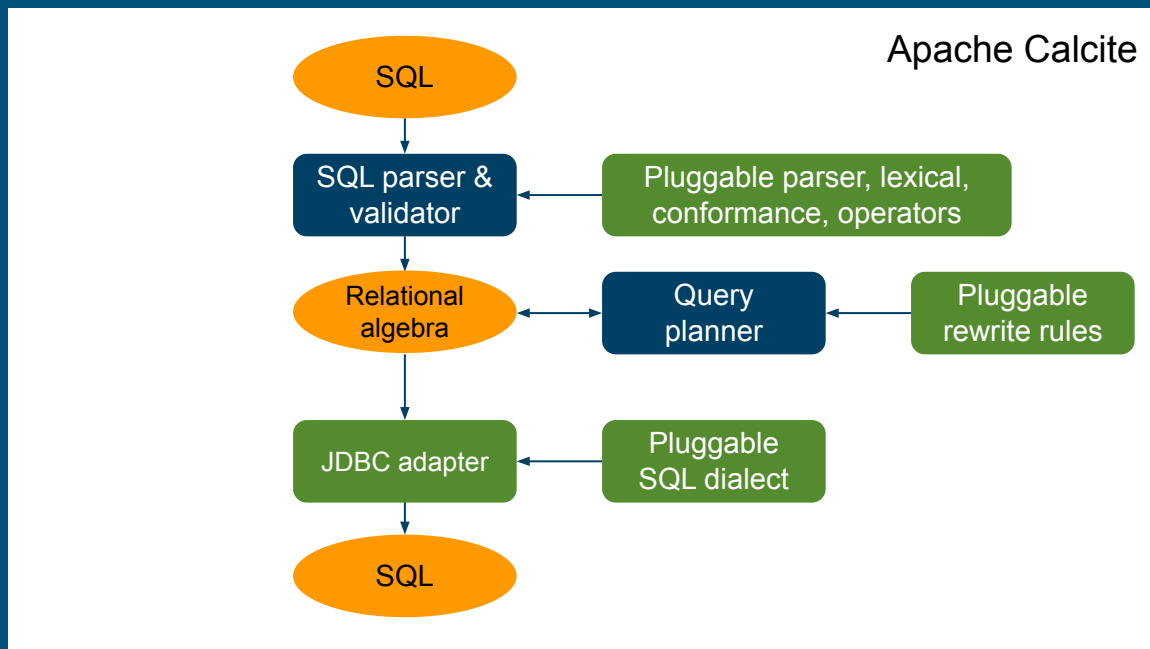 Apache Calcite
SQL
SQL parser &
validator
Pluggable parser, lexical,
conformance, operators
Relational
algebra
Query
planner
Pluggable
rewrite rules
JDBC adapter
Pluggable
SQL dialect
SQL